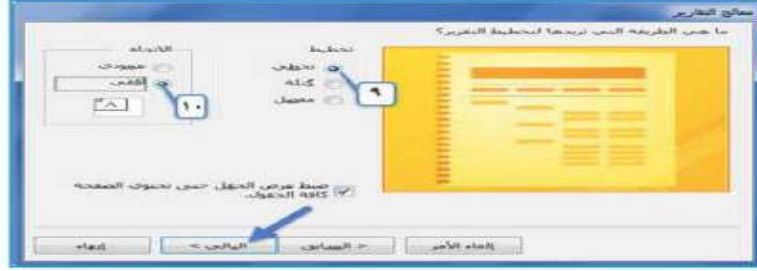 معالج التقارير
ما هي الطريقة التي تريدها لتخطيط التقرير؟
تخطيط
تخطي
كتلة
مفصل
٩
الاتجاه
عمودي
أفقي
١٠
A
ضبط عرض الحقل حتى تحتوي الصفحة
كافة الحقول.
إلغاء الأمر
< السابق
التالي >
إنهاء